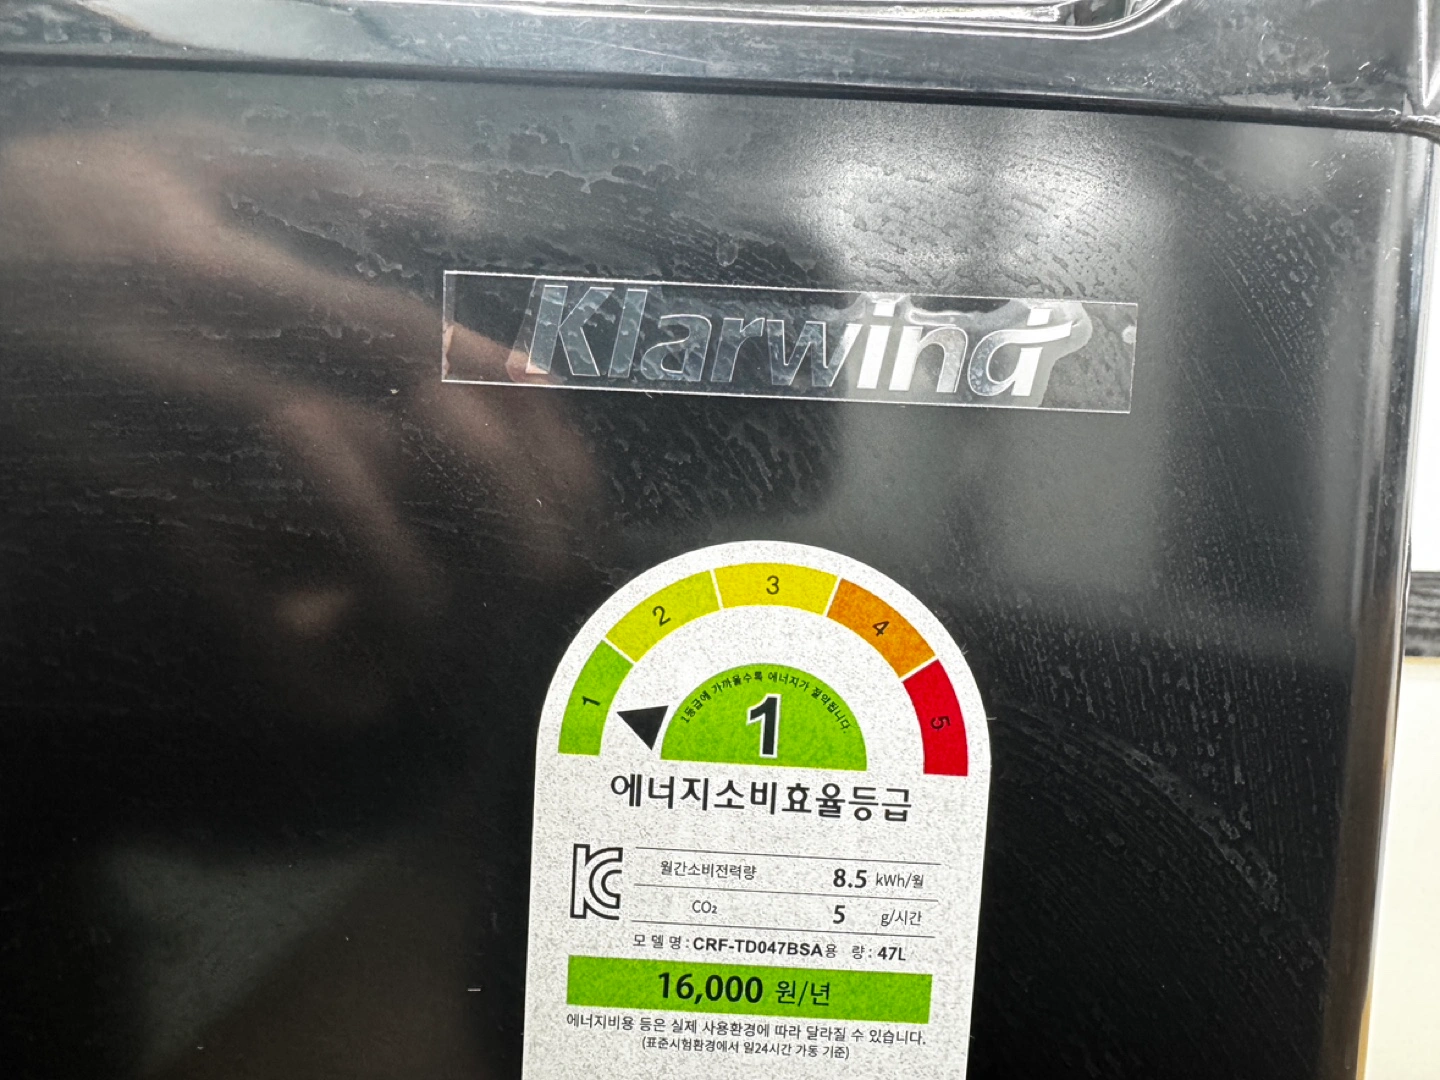 Klarwind
1 2 3 4 5
1등급에 가까울수록 에너지가 절약됩니다.
1
에너지소비효율등급
월간소비전력량 8.5 kWh/월
CO₂ 5 g/시간
모 델 명 : CRF-TD047BSA 용 량 : 47L
16,000 원/년
에너지비용 등은 실제 사용환경에 따라 달라질 수 있습니다.
(표준시험환경에서 일24시간 가동 기준)